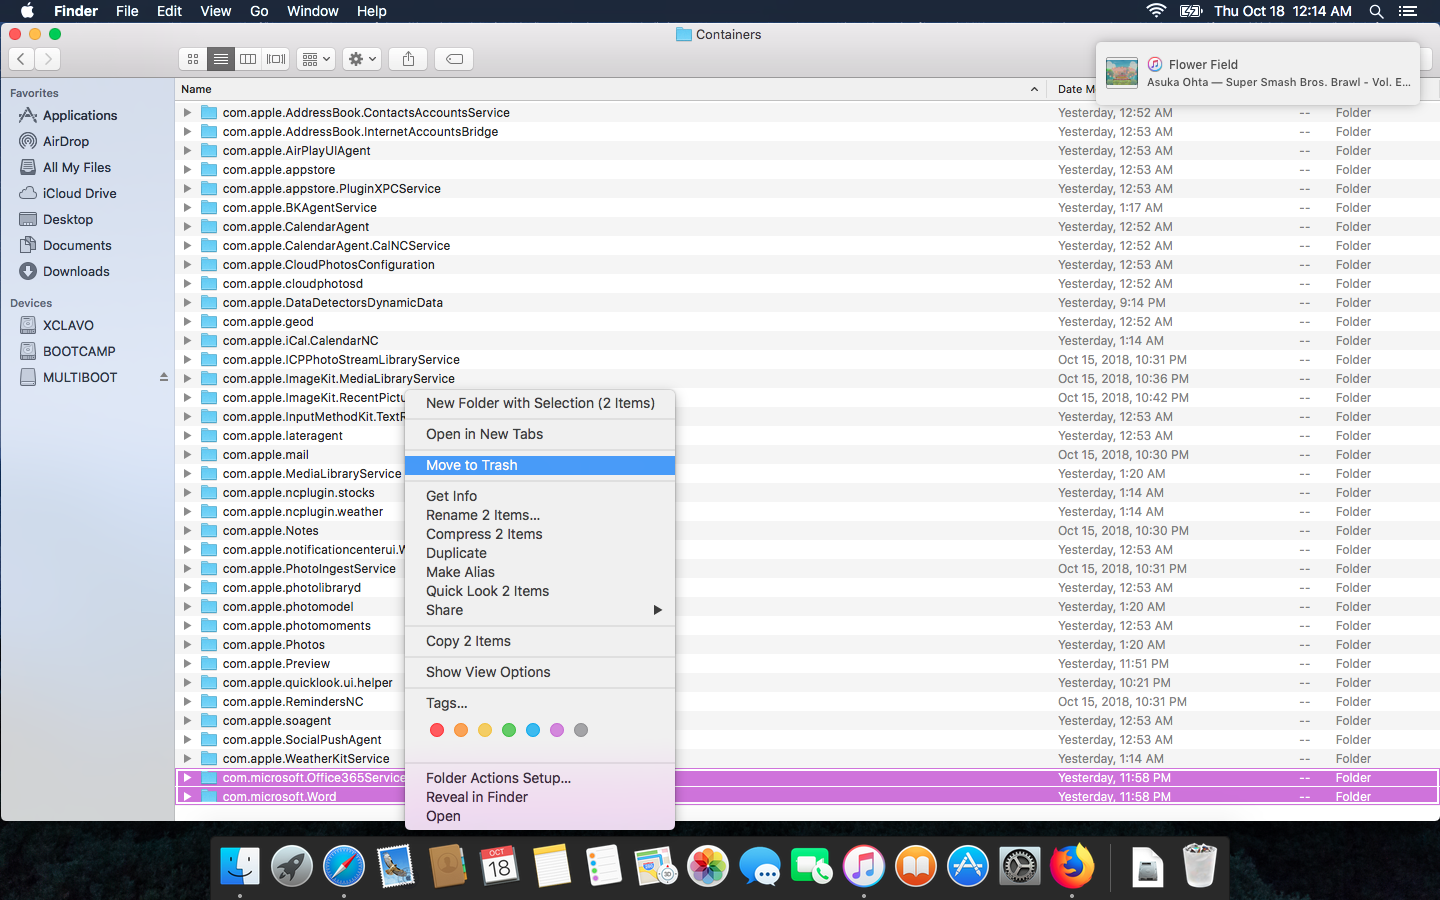 Finder File Edit View Go Window Help Thu Oct 18 12:14 AM
Containers
Flower Field
Asuka Ohta — Super Smash Bros. Brawl - Vol. E...
Favorites
Applications
AirDrop
All My Files
iCloud Drive
Desktop
Documents
Downloads
Devices
XCLAVO
BOOTCAMP
MULTIBOOT
Name Date M
com.apple.AddressBook.ContactsAccountsService Yesterday, 12:52 AM -- Folder
com.apple.AddressBook.InternetAccountsBridge Yesterday, 12:53 AM -- Folder
com.apple.AirPlayUIAgent Yesterday, 12:53 AM -- Folder
com.apple.appstore Yesterday, 12:53 AM -- Folder
com.apple.appstore.PluginXPCService Yesterday, 12:53 AM -- Folder
com.apple.BKAgentService Yesterday, 1:17 AM -- Folder
com.apple.CalendarAgent Yesterday, 12:52 AM -- Folder
com.apple.CalendarAgent.CalNCService Yesterday, 12:52 AM -- Folder
com.apple.CloudPhotosConfiguration Yesterday, 12:53 AM -- Folder
com.apple.cloudphotosd Yesterday, 12:52 AM -- Folder
com.apple.DataDetectorsDynamicData Yesterday, 9:14 PM -- Folder
com.apple.geod Yesterday, 12:52 AM -- Folder
com.apple.iCal.CalendarNC Yesterday, 1:14 AM -- Folder
com.apple.ICPPhotoStreamLibraryService Oct 15, 2018, 10:31 PM -- Folder
com.apple.ImageKit.MediaLibraryService Oct 15, 2018, 10:36 PM -- Folder
com.apple.ImageKit.RecentPictu Oct 15, 2018, 10:42 PM -- Folder
com.apple.InputMethodKit.TextR Yesterday, 12:53 AM -- Folder
com.apple.lateragent Yesterday, 12:53 AM -- Folder
com.apple.mail Oct 15, 2018, 10:30 PM -- Folder
com.apple.MediaLibraryService Yesterday, 1:20 AM -- Folder
com.apple.ncplugin.stocks Yesterday, 1:14 AM -- Folder
com.apple.ncplugin.weather Yesterday, 1:14 AM -- Folder
com.apple.Notes Oct 15, 2018, 10:30 PM -- Folder
com.apple.notificationcenterui.W Yesterday, 12:53 AM -- Folder
com.apple.PhotoIngestService Oct 15, 2018, 10:31 PM -- Folder
com.apple.photolibraryd Yesterday, 12:53 AM -- Folder
com.apple.photomodel Yesterday, 1:20 AM -- Folder
com.apple.photomoments Yesterday, 12:53 AM -- Folder
com.apple.Photos Yesterday, 1:20 AM -- Folder
com.apple.Preview Yesterday, 11:51 PM -- Folder
com.apple.quicklook.ui.helper Yesterday, 10:21 PM -- Folder
com.apple.RemindersNC Oct 15, 2018, 10:31 PM -- Folder
com.apple.soagent Yesterday, 12:53 AM -- Folder
com.apple.SocialPushAgent Yesterday, 12:53 AM -- Folder
com.apple.WeatherKitService Yesterday, 1:14 AM -- Folder
com.microsoft.Office365Service Yesterday, 11:58 PM -- Folder
com.microsoft.Word Yesterday, 11:58 PM -- Folder
New Folder with Selection (2 Items)
Open in New Tabs
Move to Trash
Get Info
Rename 2 Items...
Compress 2 Items
Duplicate
Make Alias
Quick Look 2 Items
Share
Copy 2 Items
Show View Options
Tags...
Folder Actions Setup...
Reveal in Finder
Open
OCT
18